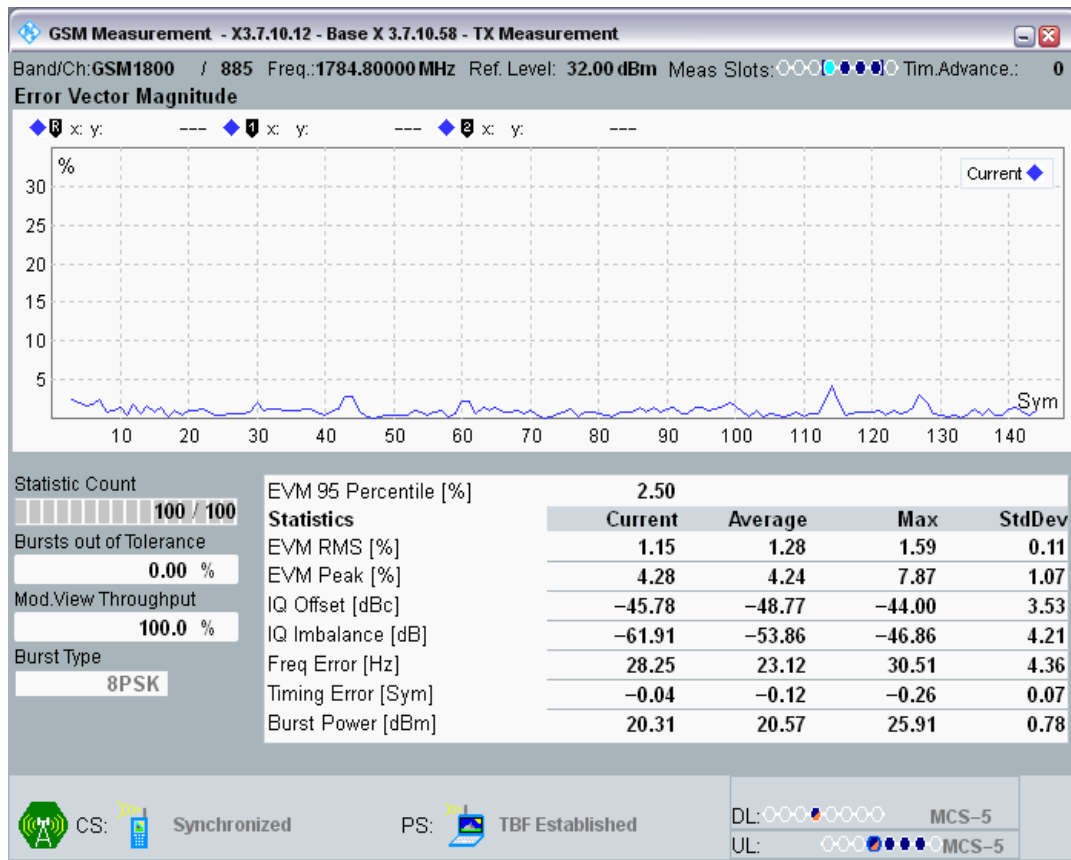 GSM Measurement - X3.7.10.12 - Base X 3.7.10.58 - TX Measurement
Band/Ch:GSM1800 / 885 Freq.:1784.80000 MHz Ref. Level: 32.00 dBm Meas Slots: Tim.Advance.: 0
Error Vector Magnitude
R x: y: --- 1 x: y: --- 2 x: y: ---
%
Current
30
25
20
15
10
5
Sym
10 20 30 40 50 60 70 80 90 100 110 120 130 140
Statistic Count
100 / 100
Bursts out of Tolerance
0.00 %
Mod.View Throughput
100.0 %
Burst Type
8PSK
EVM 95 Percentile [%] 2.50
Statistics Current Average Max StdDev
EVM RMS [%] 1.15 1.28 1.59 0.11
EVM Peak [%] 4.28 4.24 7.87 1.07
IQ Offset [dBc] −45.78 −48.77 −44.00 3.53
IQ Imbalance [dB] −61.91 −53.86 −46.86 4.21
Freq Error [Hz] 28.25 23.12 30.51 4.36
Timing Error [Sym] −0.04 −0.12 −0.26 0.07
Burst Power [dBm] 20.31 20.57 25.91 0.78
CS: Synchronized PS: TBF Established
DL: MCS−5
UL: MCS−5